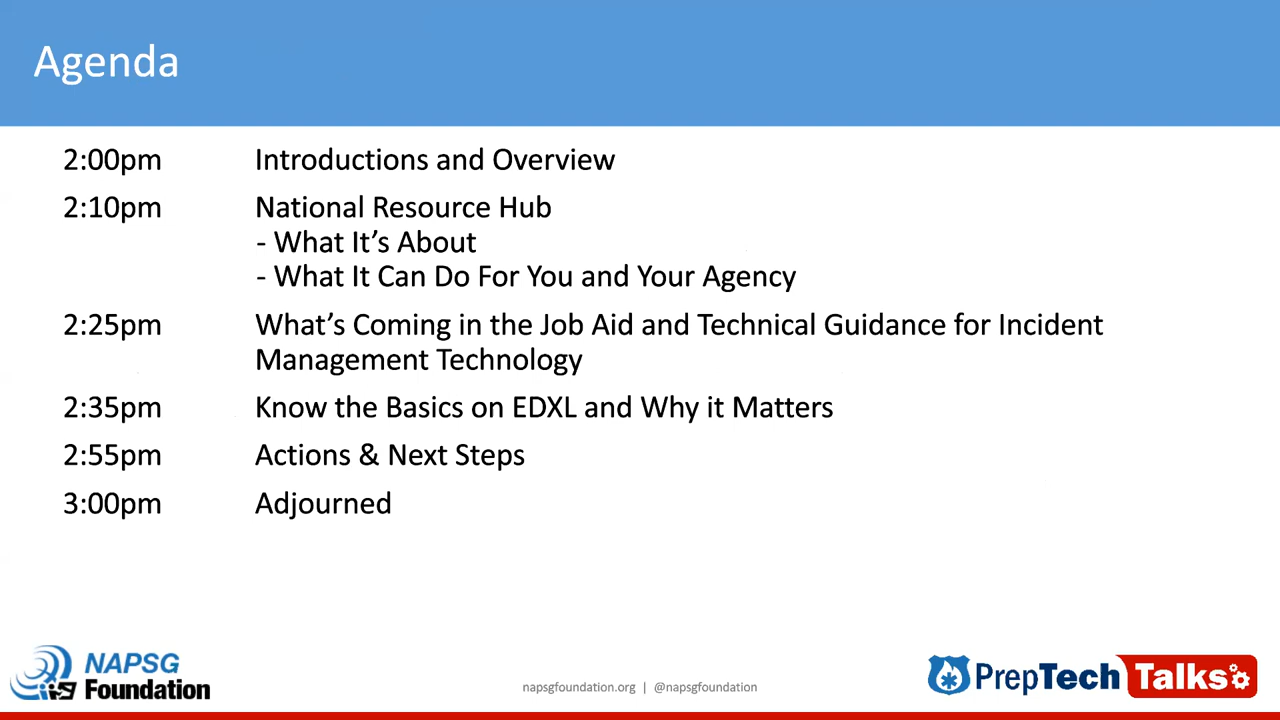 Agenda
2:00pm Introductions and Overview
2:10pm National Resource Hub
- What It’s About
- What It Can Do For You and Your Agency
2:25pm What’s Coming in the Job Aid and Technical Guidance for Incident
Management Technology
2:35pm Know the Basics on EDXL and Why it Matters
2:55pm Actions & Next Steps
3:00pm Adjourned
NAPSG
Foundation
napsgfoundation.org | @napsgfoundation
PrepTech Talks